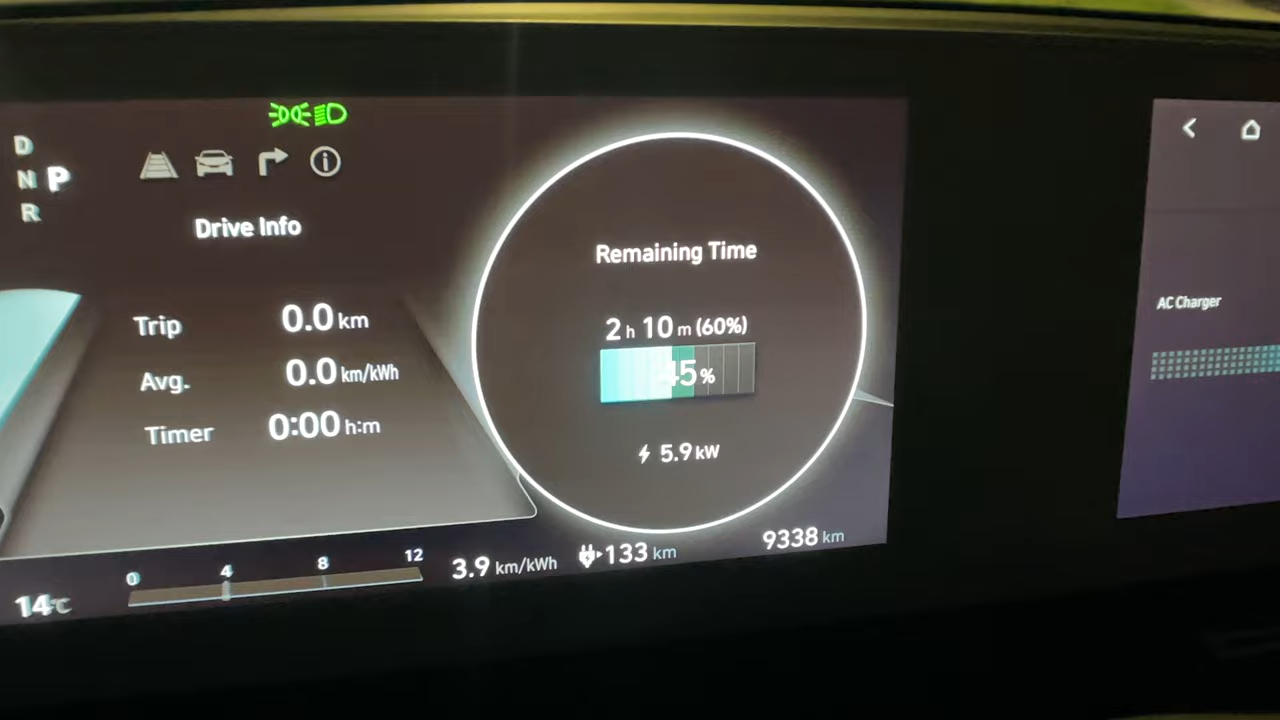 D
N P
R
Drive Info
Trip 0.0 km
Avg. 0.0 km/kWh
Timer 0:00 h:m
Remaining Time
2 h 10 m (60%)
45%
5.9 kW
0 4 8 12
14°C
3.9 km/kWh
133 km
9338 km
AC Charger